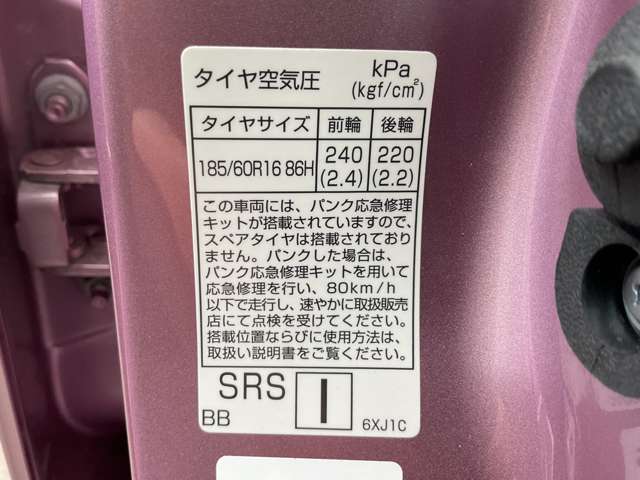 タイヤ空気圧 kPa
(kgf/cm²)
タイヤサイズ 前輪 後輪
185/60R16 86H 240 220
(2.4) (2.2)
この車両には、パンク応急修理
キットが搭載されていますので、
スペアタイヤは搭載されており
ません。パンクした場合は、
パンク応急修理キットを用いて
応急修理を行い、80km/h
以下で走行し、速やかに取扱販売
店にて点検を受けてください。
搭載位置ならびに使用方法は、
取扱い説明書をご覧ください。
SRS I
BB 6XJ1C